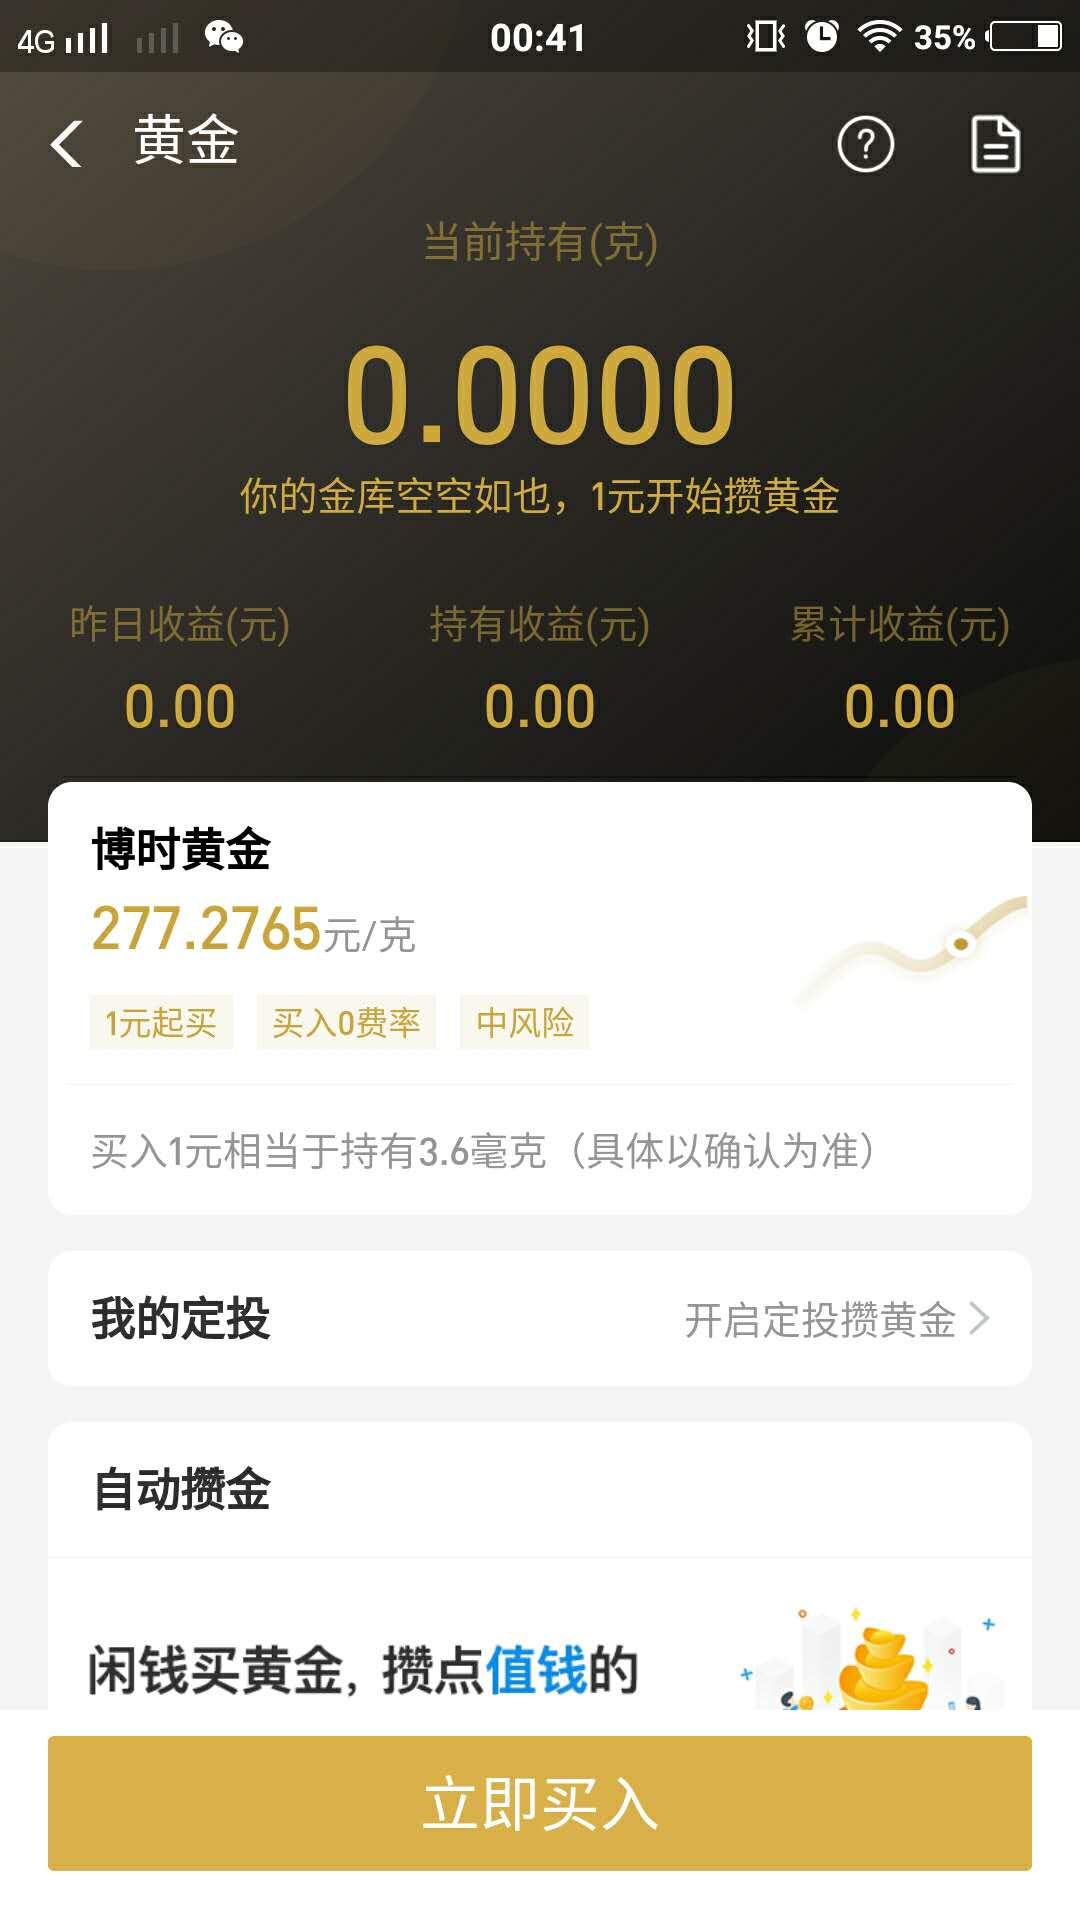 4G 00:41 35%
黄金
当前持有(克)
0.0000
你的金库空空如也，1元开始攒黄金
昨日收益(元) 持有收益(元) 累计收益(元)
0.00 0.00 0.00
博时黄金
277.2765元/克
1元起买 买入0费率 中风险
买入1元相当于持有3.6毫克（具体以确认为准）
我的定投 开启定投攒黄金
自动攒金
闲钱买黄金, 攒点值钱的
立即买入